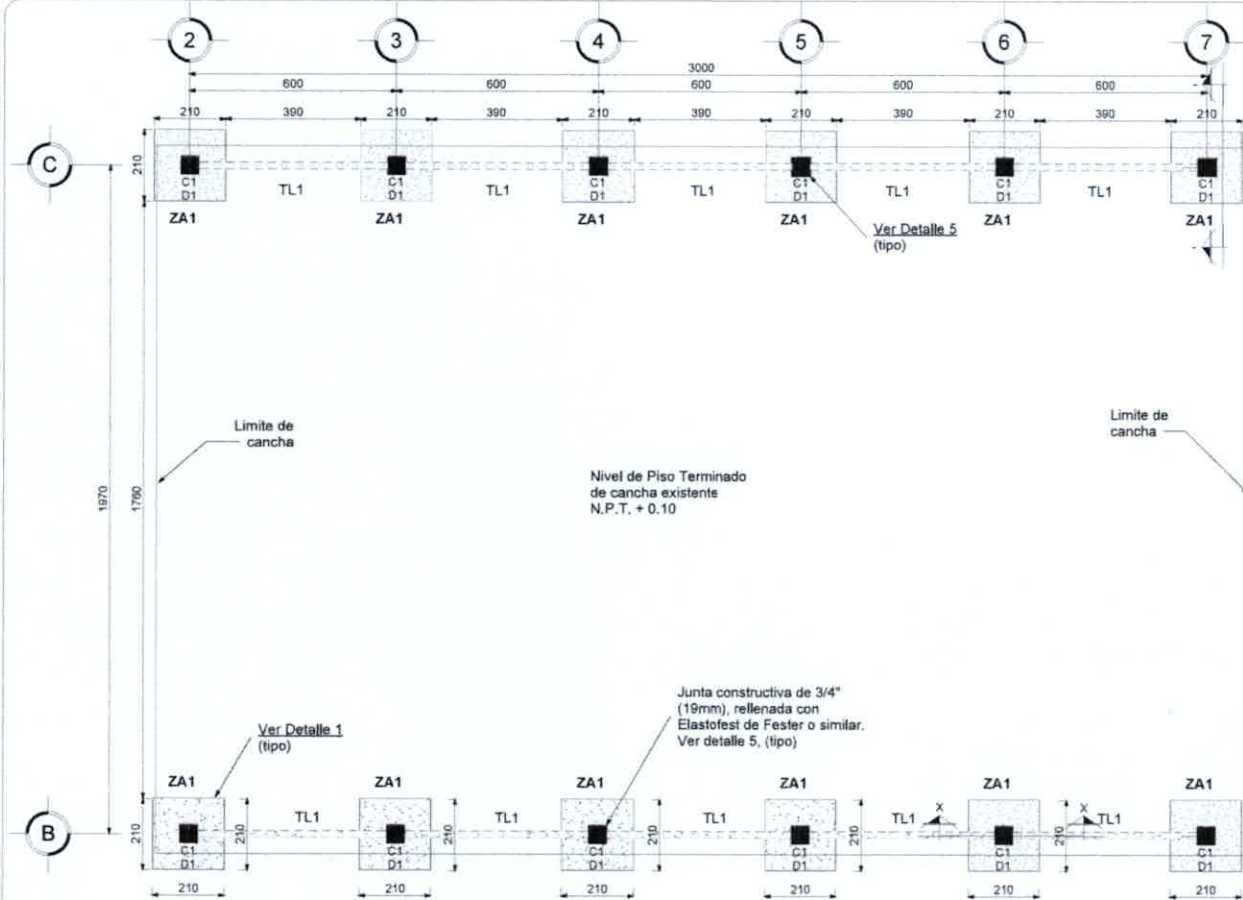 2 3 4 5 6 7
3000
600 600 600 600 600
210 390 210 390 210 390 210 390 210 390 210
C
210
C1 C1 C1 C1 C1 C1
D1 D1 D1 D1 D1 D1
TL1 TL1 TL1 TL1 TL1
ZA1 ZA1 ZA1 ZA1 ZA1 ZA1
Ver Detalle 5
(tipo)
Limite de
cancha
Limite de
cancha
1970
1760
Nivel de Piso Terminado
de cancha existente
N.P.T. + 0.10
Junta constructiva de 3/4"
(19mm), rellenada con
Elastofest de Fester o similar.
Ver detalle 5, (tipo)
Ver Detalle 1
(tipo)
ZA1 ZA1 ZA1 ZA1 ZA1 ZA1
TL1 TL1 TL1 TL1 TL1
X X
B
210 210 210 210 210 210
C1 C1 C1 C1 C1 C1
D1 D1 D1 D1 D1 D1
210 210 210 210 210 210